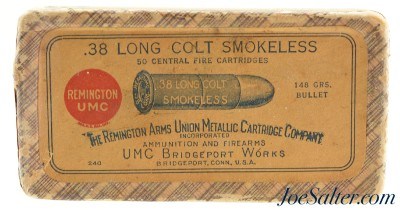 .38 LONG COLT SMOKELESS
50 CENTRAL FIRE CARTRIDGES
REMINGTON
UMC
38 LONG COLT
SMOKELESS
148 GRS.
BULLET
THE REMINGTON ARMS UNION METALLIC CARTRIDGE COMPANY
INCORPORATED
AMMUNITION AND FIREARMS
UMC BRIDGEPORT WORKS
BRIDGEPORT, CONN., U.S.A.
JoeSalter.com